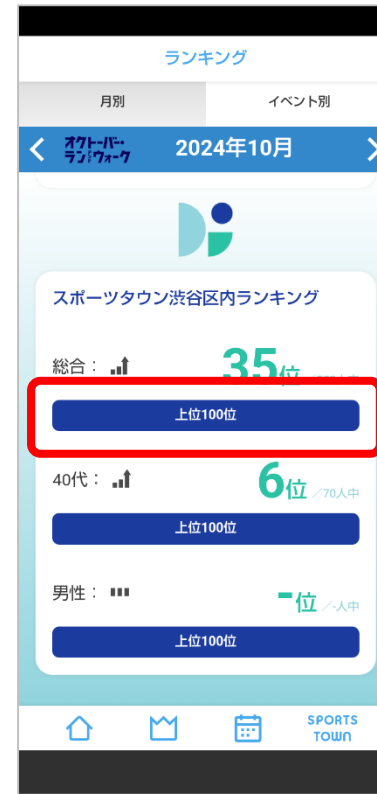 ランキング
月別 イベント別
オクトーバー・
ラン&ウォーク 2024年10月
スポーツタウン渋谷区内ランキング
総合： 35位
上位100位
40代： 6位 ／70人中
上位100位
男性： -位 ／-人中
上位100位
SPORTS
TOWN